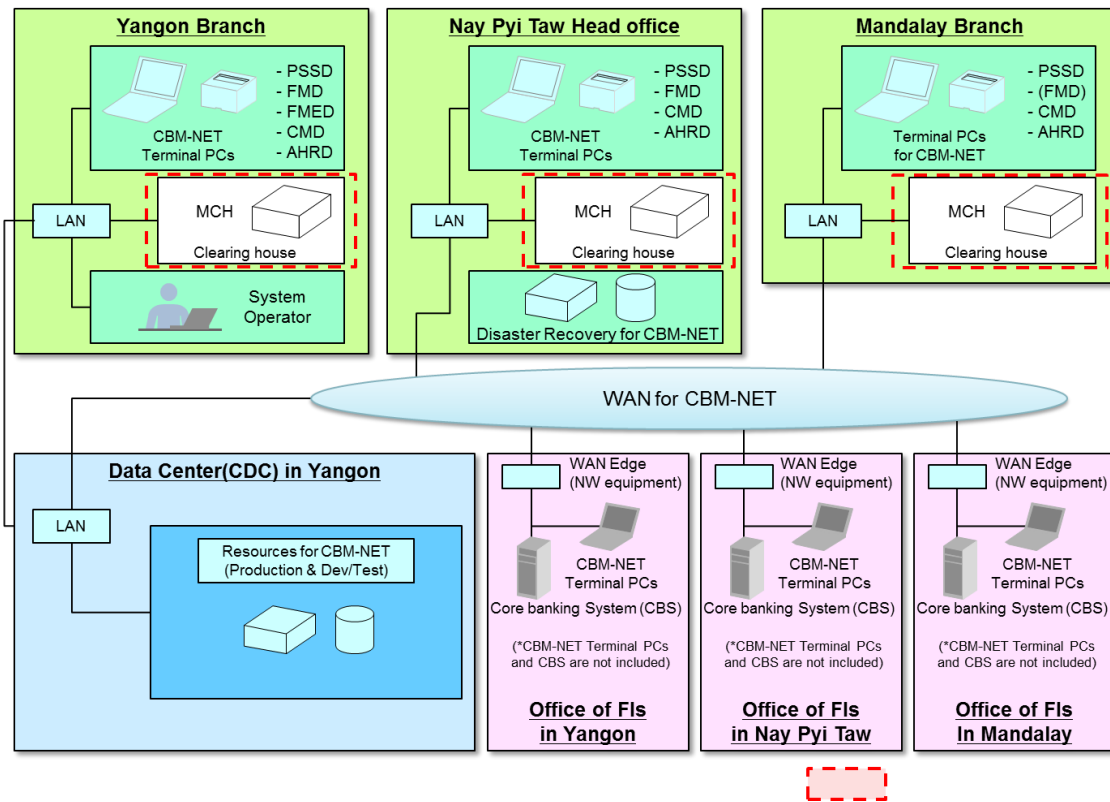 Yangon Branch
- PSSD
- FMD
- FMED
- CMD
- AHRD
CBM-NET
Terminal PCs
LAN
MCH
Clearing house
System
Operator
Nay Pyi Taw Head office
- PSSD
- FMD
- CMD
- AHRD
CBM-NET
Terminal PCs
LAN
MCH
Clearing house
Disaster Recovery for CBM-NET
Mandalay Branch
- PSSD
- (FMD)
- CMD
- AHRD
Terminal PCs
for CBM-NET
LAN
MCH
Clearing house
WAN for CBM-NET
Data Center(CDC) in Yangon
LAN
Resources for CBM-NET
(Production & Dev/Test)
WAN Edge
(NW equipment)
CBM-NET
Terminal PCs
Core banking System (CBS)
(*CBM-NET Terminal PCs
and CBS are not included)
Office of FIs
in Yangon
WAN Edge
(NW equipment)
CBM-NET
Terminal PCs
Core banking System (CBS)
(*CBM-NET Terminal PCs
and CBS are not included)
Office of FIs
in Nay Pyi Taw
WAN Edge
(NW equipment)
CBM-NET
Terminal PCs
Core banking System (CBS)
(*CBM-NET Terminal PCs
and CBS are not included)
Office of FIs
In Mandalay